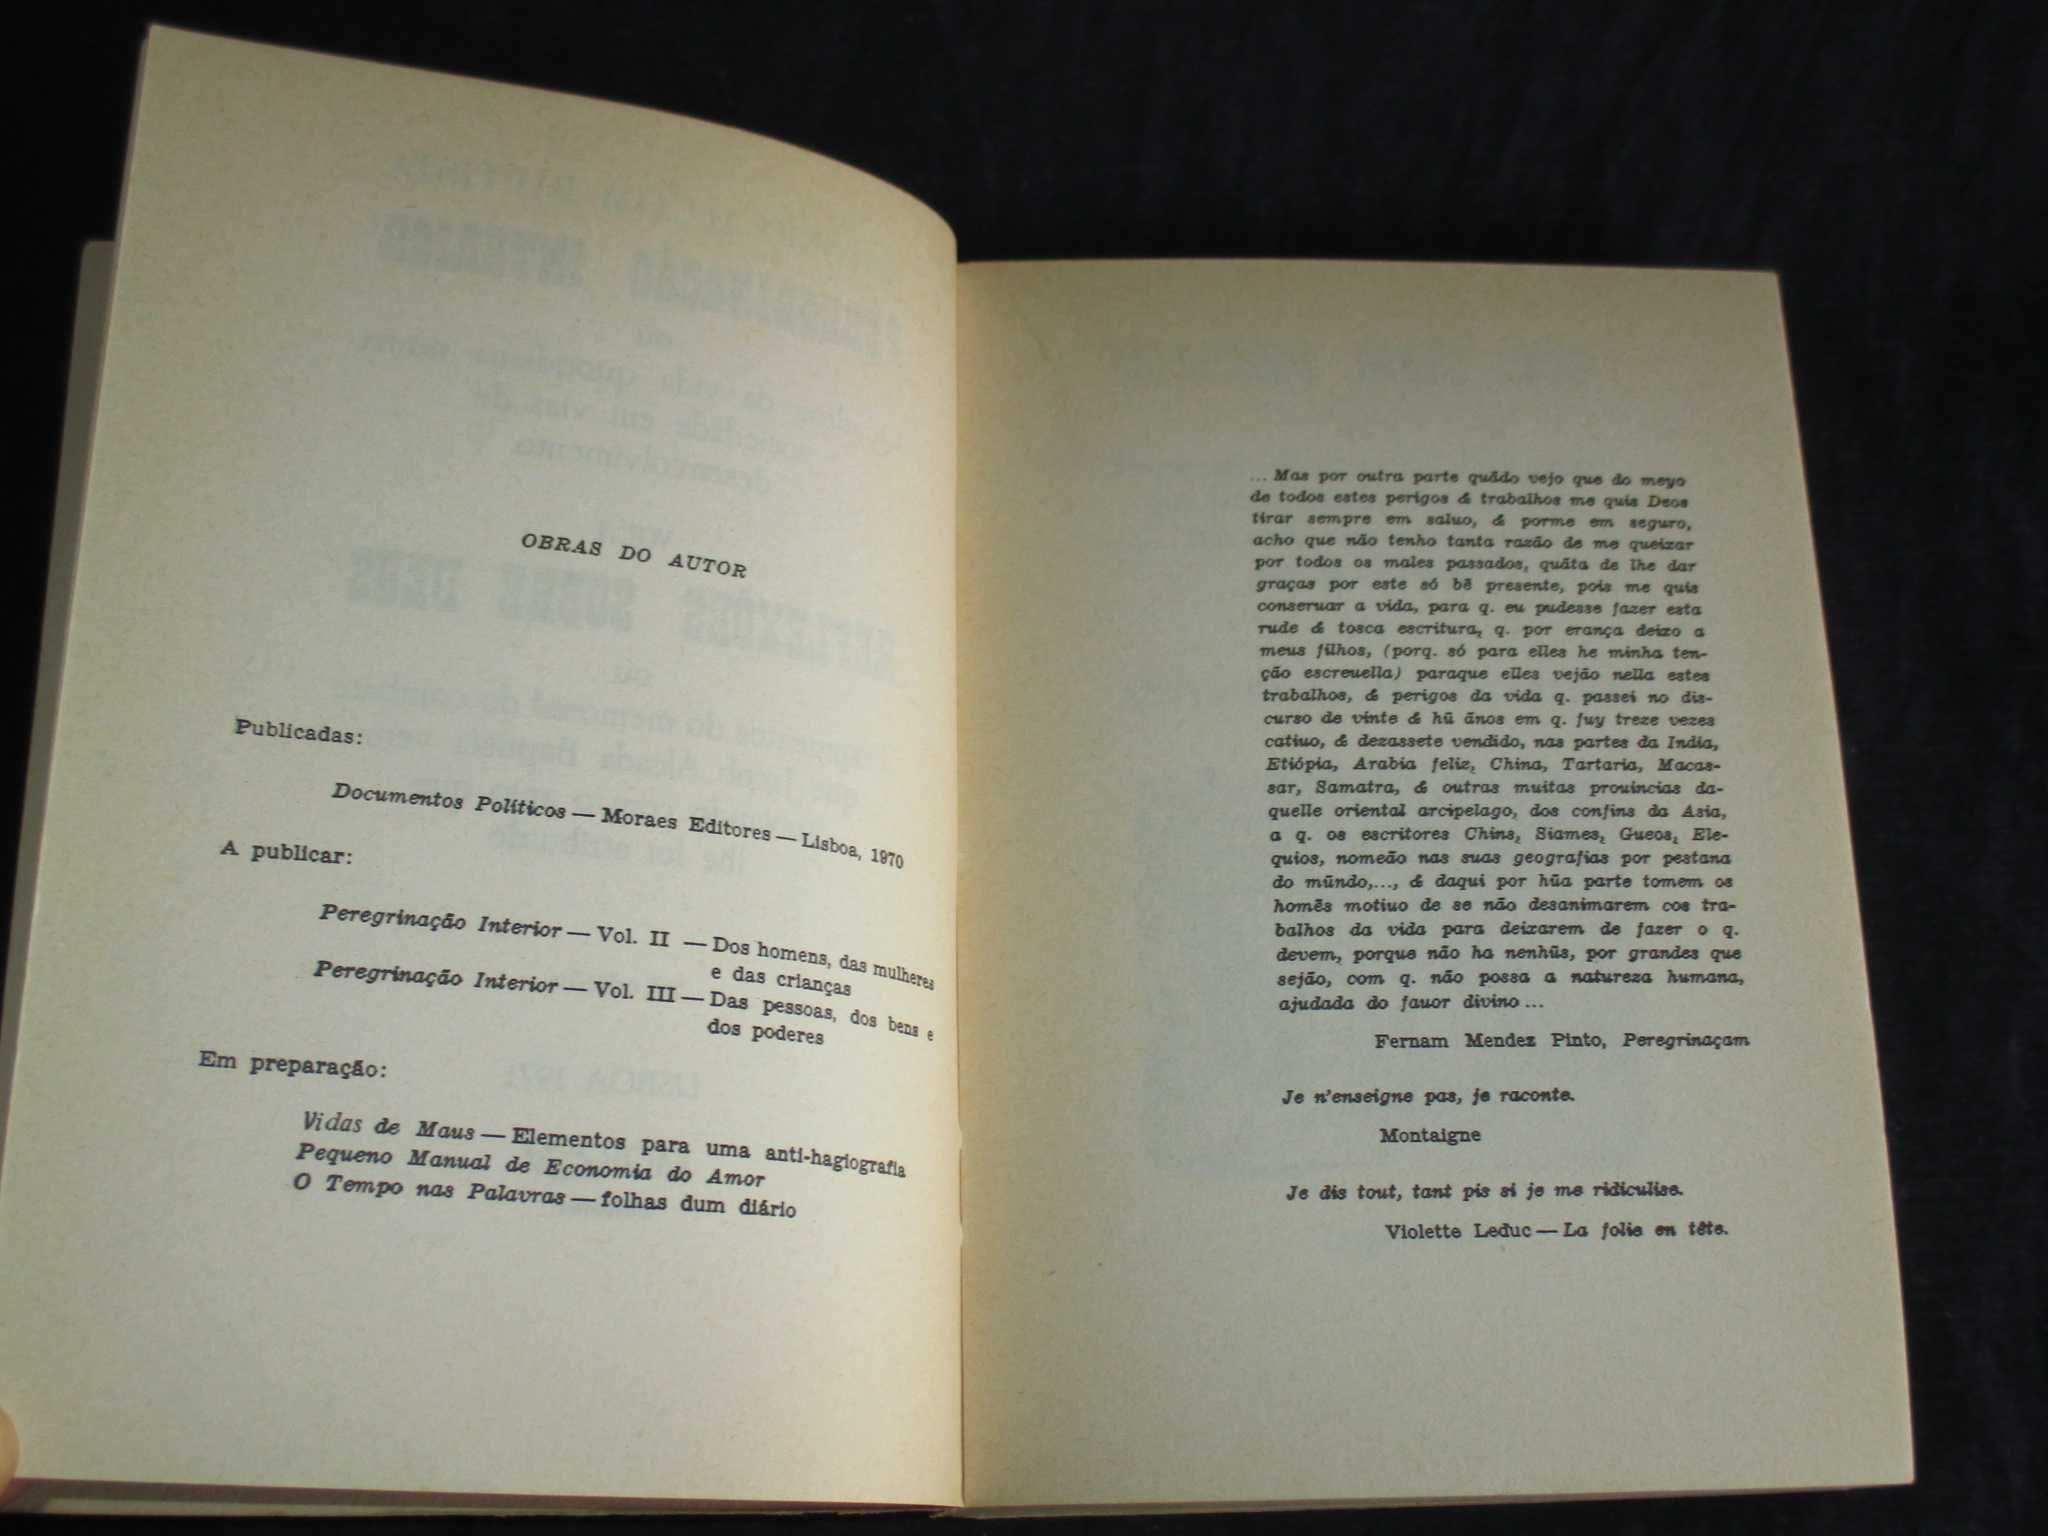 OBRAS DO AUTOR
Publicadas:
Documentos Políticos — Moraes Editores — Lisboa, 1970
A publicar:
Peregrinação Interior — Vol. II — Dos homens, das mulheres
e das crianças
Peregrinação Interior — Vol. III — Das pessoas, dos bens e
dos poderes
Em preparação:
Vidas de Maus — Elementos para uma anti-hagiografia
Pequeno Manual de Economia do Amor
O Tempo nas Palavras — folhas dum diário
... Mas por outra parte quãdo vejo que do meyo
de todos estes perigos & trabalhos me quis Deos
tirar sempre em saluo, & porme em seguro,
acho que não tenho tanta razão de me queixar
por todos os males passados, quãta de lhe dar
graças por este só bẽ presente, pois me quis
conseruar a vida, para q. eu pudesse fazer esta
rude & tosca escritura, q. por erança deixo a
meus filhos, (porq. só para elles he minha ten-
ção escreuella) paraque elles vejão nella estes
trabalhos, & perigos da vida q. passei no dis-
curso de vinte & hũ ãnos em q. fuy treze vezes
catiuo, & dezassete vendido, nas partes da India,
Etiópia, Arabia feliz, China, Tartaria, Macas-
sar, Samatra, & outras muitas prouincias da-
quelle oriental arcipelago, dos confins da Asia,
a q. os escritores Chins, Siames, Gueos, Ele-
quios, nomeão nas suas geografias por pestana
do mũndo,..., & daqui por hũa parte tomem os
homẽs motiuo de se não desanimarem cos tra-
balhos da vida para deixarem de fazer o q.
devem, porque não ha nenhũs, por grandes que
sejão, com q. não possa a natureza humana,
ajudada do fauor divino ...
Fernam Mendez Pinto, Peregrinaçam
Je n'enseigne pas, je raconte.
Montaigne
Je dis tout, tant pis si je me ridiculise.
Violette Leduc — La folie en tête.